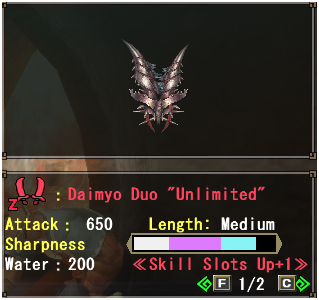 Z : Daimyo Duo "Unlimited"
Attack : 650 Length: Medium
Sharpness
Water : 200 ≪Skill Slots Up+1≫
F 1/2 C